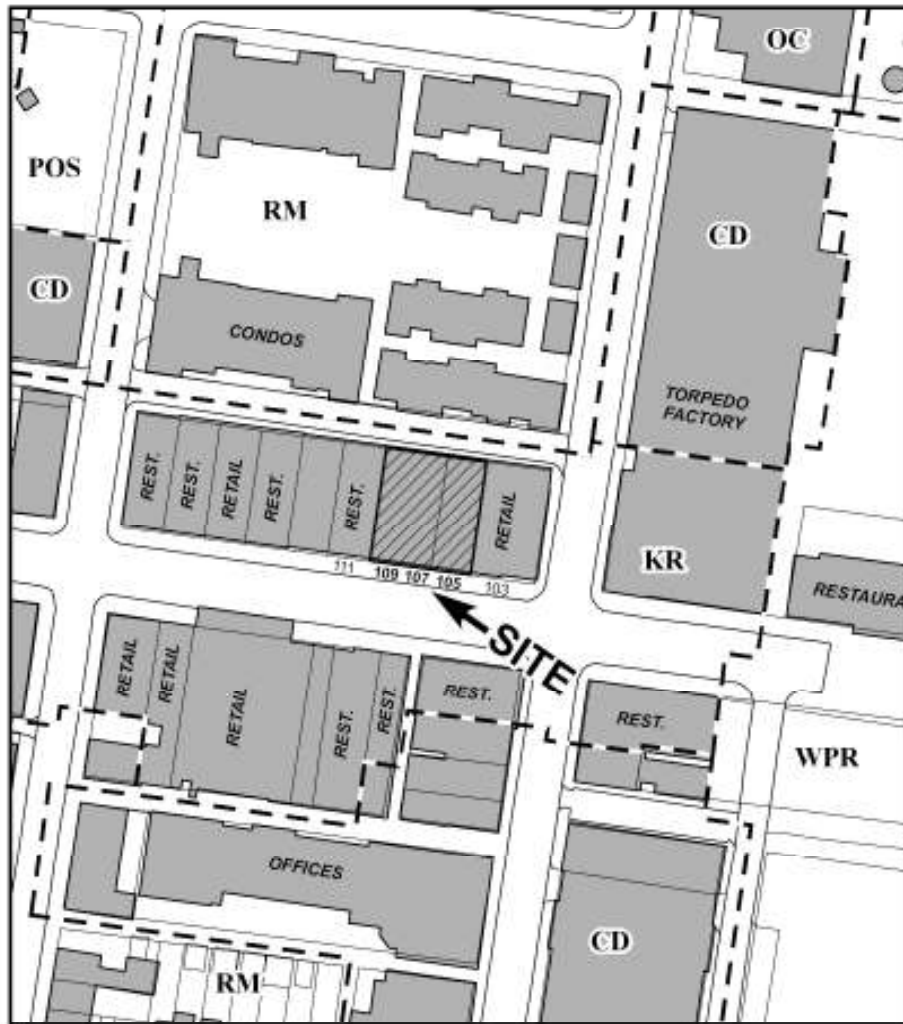 OC
POS
RM
CD
CD
CONDOS
TORPEDO
FACTORY
REST.
REST.
RETAIL
REST.
REST.
RETAIL
KR
111
109
107
105
103
RESTAURA
SITE
RETAIL
RETAIL
RETAIL
REST.
REST.
REST.
REST.
WPR
OFFICES
CD
RM